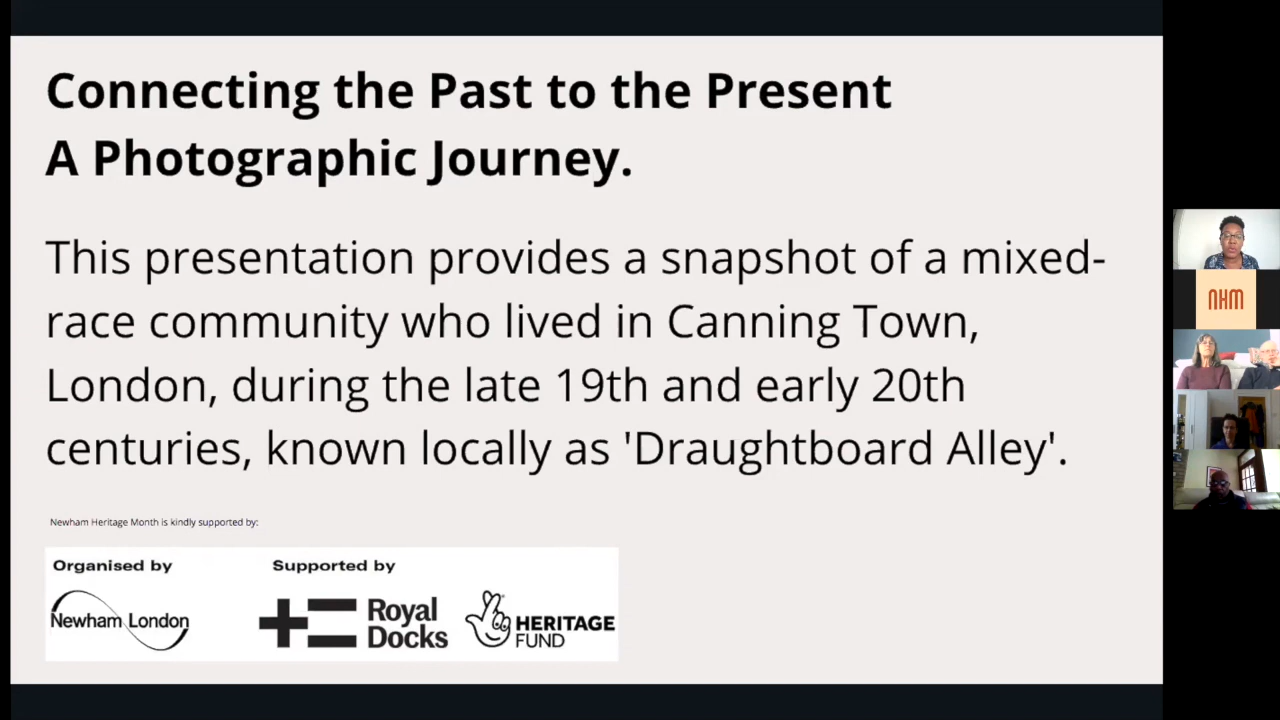 Connecting the Past to the Present
A Photographic Journey.
This presentation provides a snapshot of a mixed-
race community who lived in Canning Town,
London, during the late 19th and early 20th
centuries, known locally as 'Draughtboard Alley'.
Newham Heritage Month is kindly supported by:
Organised by
Supported by
Newham London
Royal
Docks
HERITAGE
FUND
NHM